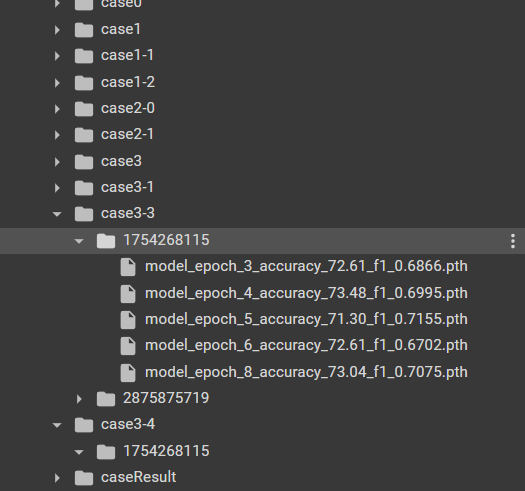 case0
case1
case1-1
case1-2
case2-0
case2-1
case3
case3-1
case3-3
1754268115
model_epoch_3_accuracy_72.61_f1_0.6866.pth
model_epoch_4_accuracy_73.48_f1_0.6995.pth
model_epoch_5_accuracy_71.30_f1_0.7155.pth
model_epoch_6_accuracy_72.61_f1_0.6702.pth
model_epoch_8_accuracy_73.04_f1_0.7075.pth
2875875719
case3-4
1754268115
caseResult